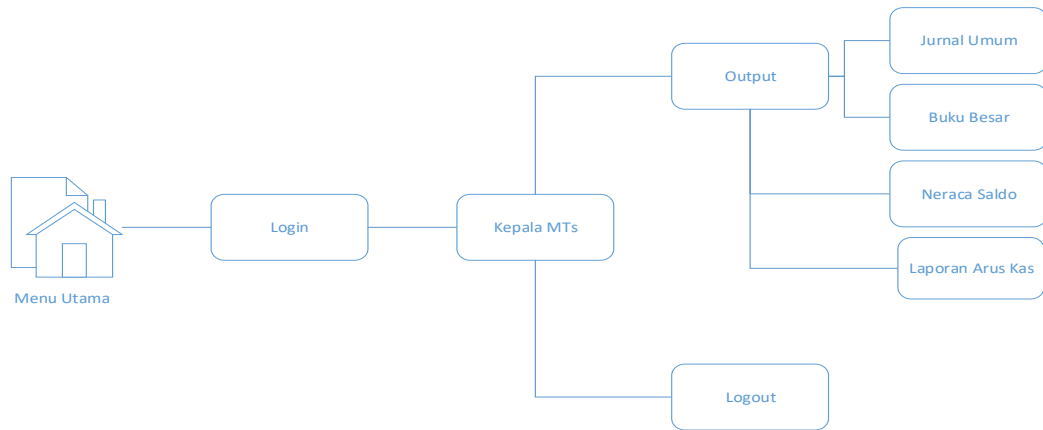 Menu Utama
Login
Kepala MTs
Output
Jurnal Umum
Buku Besar
Neraca Saldo
Laporan Arus Kas
Logout